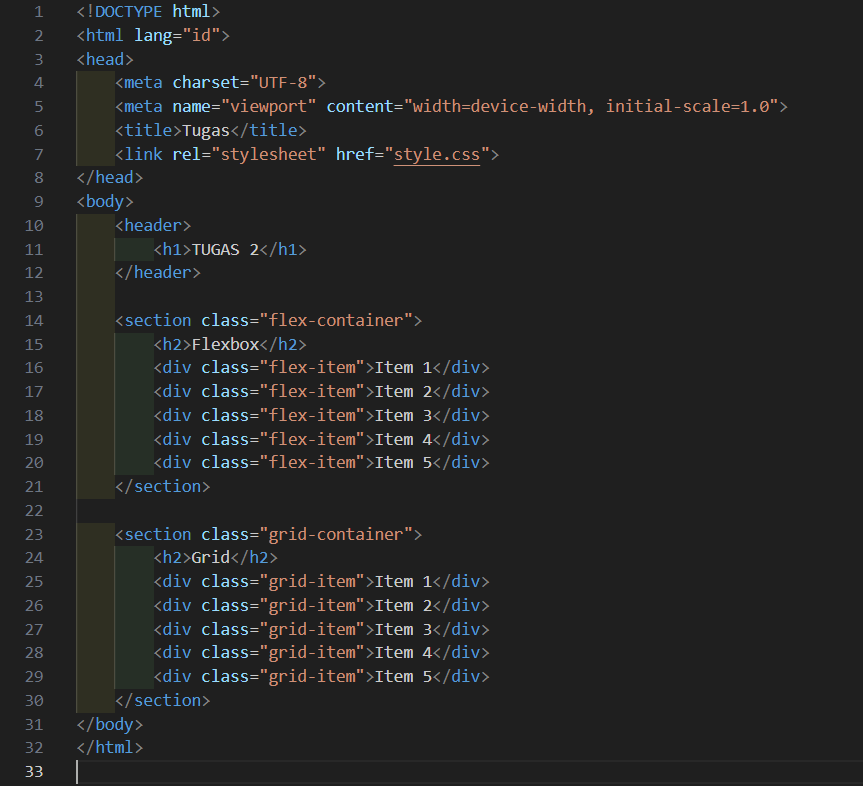 1 <!DOCTYPE html>
2 <html lang="id">
3 <head>
4     <meta charset="UTF-8">
5     <meta name="viewport" content="width=device-width, initial-scale=1.0">
6     <title>Tugas</title>
7     <link rel="stylesheet" href="style.css">
8 </head>
9 <body>
10     <header>
11         <h1>TUGAS 2</h1>
12     </header>
13
14     <section class="flex-container">
15         <h2>Flexbox</h2>
16         <div class="flex-item">Item 1</div>
17         <div class="flex-item">Item 2</div>
18         <div class="flex-item">Item 3</div>
19         <div class="flex-item">Item 4</div>
20         <div class="flex-item">Item 5</div>
21     </section>
22
23     <section class="grid-container">
24         <h2>Grid</h2>
25         <div class="grid-item">Item 1</div>
26         <div class="grid-item">Item 2</div>
27         <div class="grid-item">Item 3</div>
28         <div class="grid-item">Item 4</div>
29         <div class="grid-item">Item 5</div>
30     </section>
31 </body>
32 </html>
33